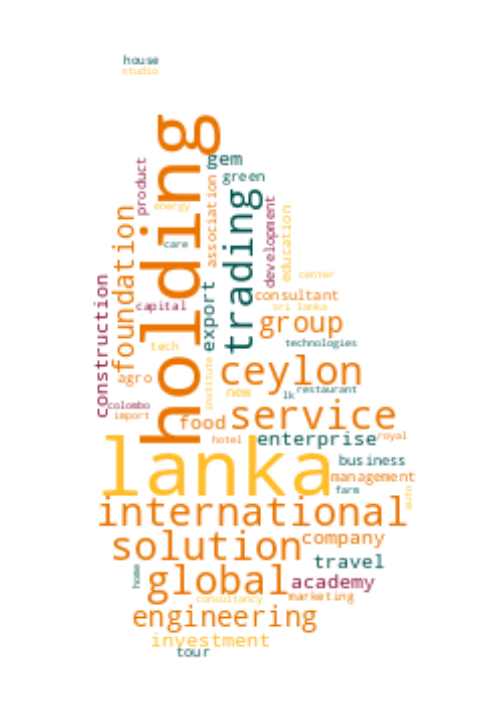 house
studio
holding
gem
green
product
energy
association
trading
development
education
foundation
care
center
construction
capital
export
consultant
sri lanka
group
technologies
tech
agro
institute
ceylon
new
lk
restaurant
colombo
import
food
service
hotel
enterprise
royal
lanka
business
management
farm
auto
international
solution
company
travel
home
global
academy
consultancy
marketing
engineering
investment
tour